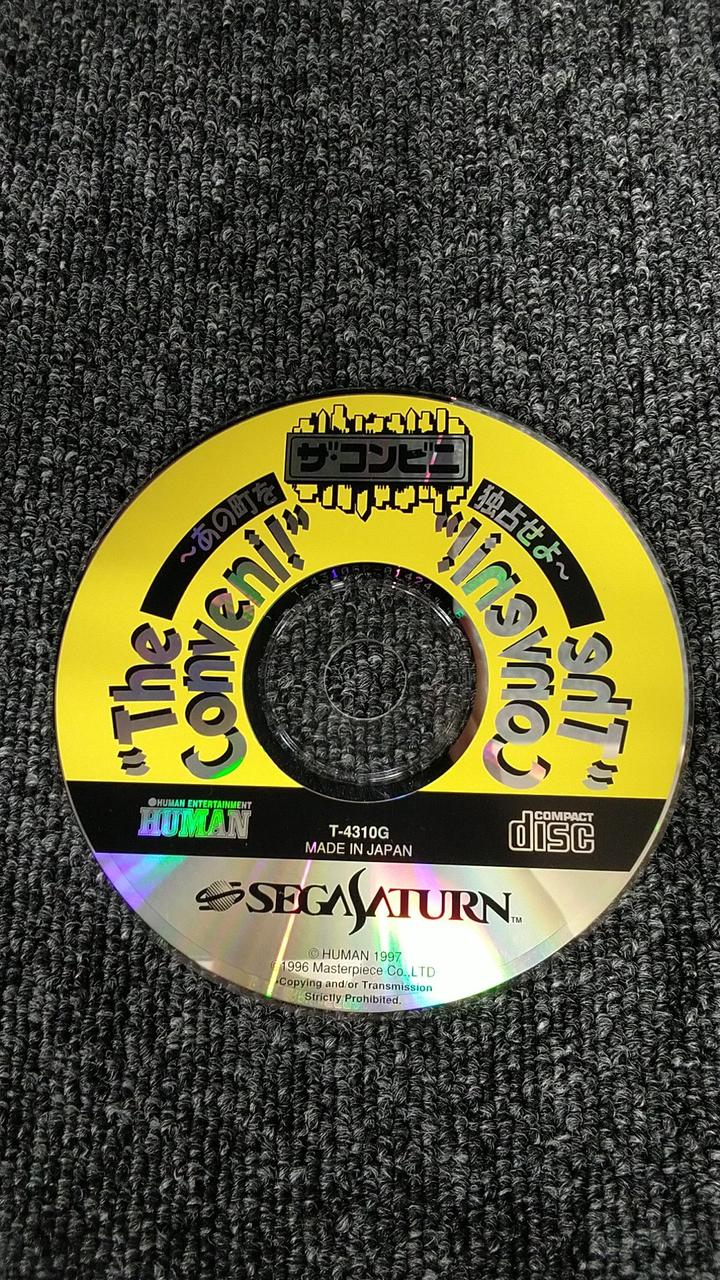 ザ・コンビニ
～あの町を
独占せよ～
"The
Conveni!"
"The
Conveni!"
HUMAN ENTERTAINMENT
HUMAN
T-4310G
MADE IN JAPAN
COMPACT
disc
SEGA SATURN™
© HUMAN 1997
©1996 Masterpiece Co.,LTD
Copying and/or Transmission
Strictly Prohibited.